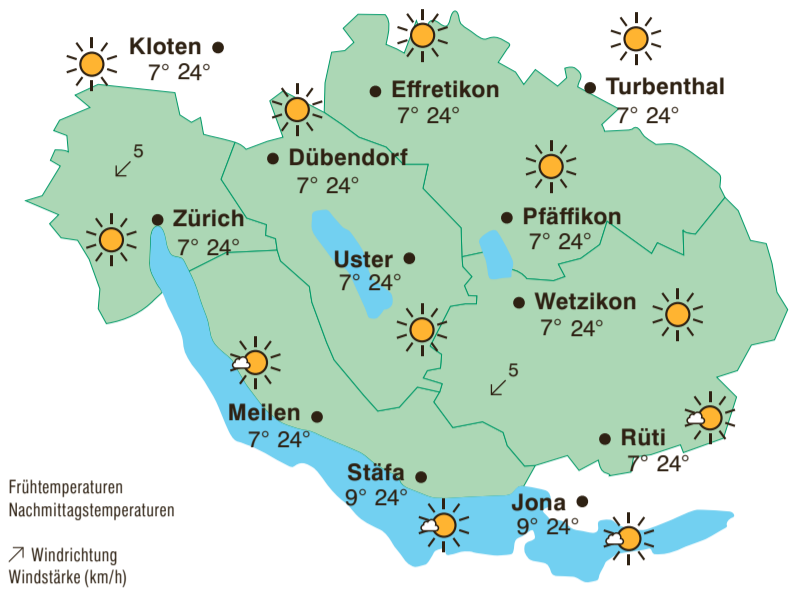 Kloten
7° 24°
Effretikon
7° 24°
Turbenthal
7° 24°
5
Dübendorf
7° 24°
Zürich
7° 24°
Pfäffikon
7° 24°
Uster
7° 24°
Wetzikon
7° 24°
5
Meilen
7° 24°
Rüti
7° 24°
Stäfa
9° 24°
Jona
9° 24°
Frühtemperaturen
Nachmittagstemperaturen
Windrichtung
Windstärke (km/h)